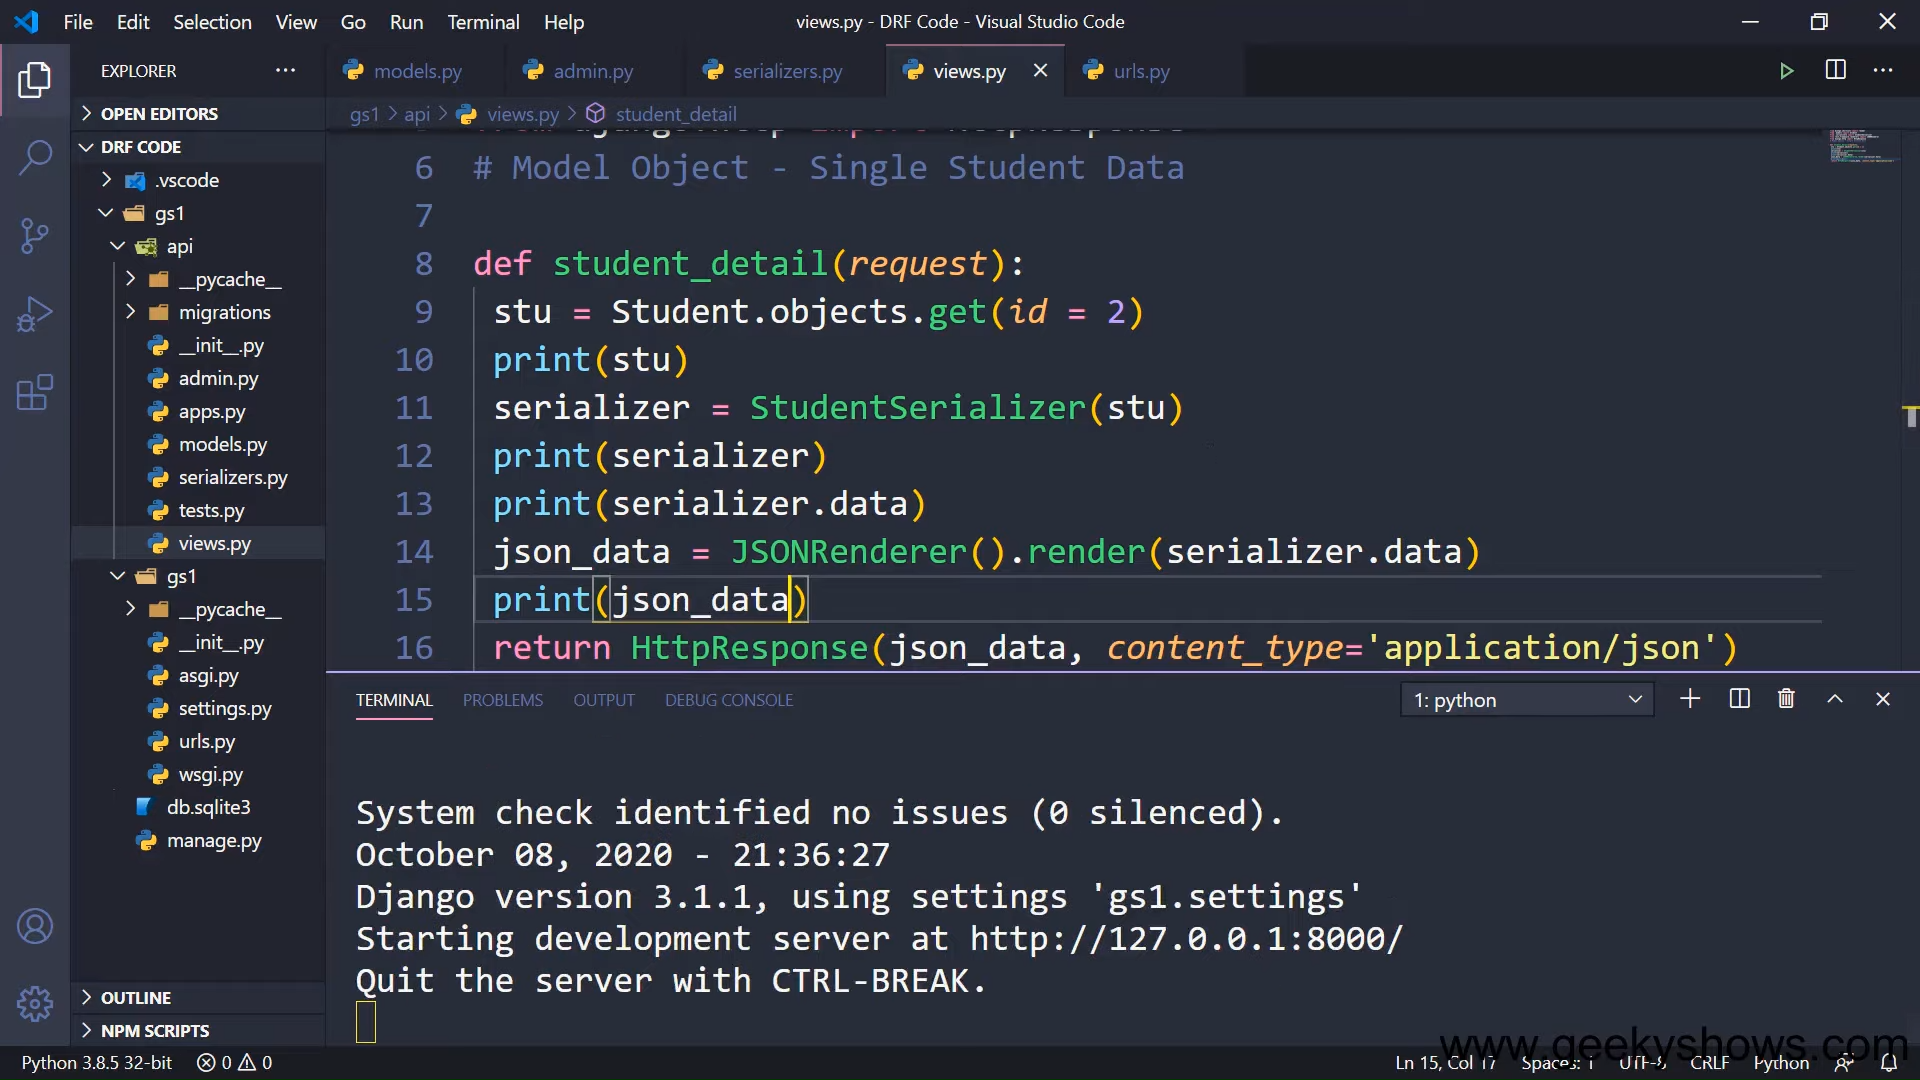 File Edit Selection View Go Run Terminal Help
views.py - DRF Code - Visual Studio Code
EXPLORER
models.py
admin.py
serializers.py
views.py
urls.py
OPEN EDITORS
gs1 > api > views.py > student_detail
DRF CODE
.vscode
gs1
api
__pycache__
migrations
__init__.py
admin.py
apps.py
models.py
serializers.py
tests.py
views.py
gs1
__pycache__
__init__.py
asgi.py
settings.py
urls.py
wsgi.py
db.sqlite3
manage.py
OUTLINE
NPM SCRIPTS
6 # Model Object - Single Student Data
7
8 def student_detail(request):
9 stu = Student.objects.get(id = 2)
10 print(stu)
11 serializer = StudentSerializer(stu)
12 print(serializer)
13 print(serializer.data)
14 json_data = JSONRenderer().render(serializer.data)
15 print(json_data)
16 return HttpResponse(json_data, content_type='application/json')
TERMINAL PROBLEMS OUTPUT DEBUG CONSOLE
1: python
System check identified no issues (0 silenced).
October 08, 2020 - 21:36:27
Django version 3.1.1, using settings 'gs1.settings'
Starting development server at http://127.0.0.1:8000/
Quit the server with CTRL-BREAK.
www.geekyshows.com
Python 3.8.5 32-bit 0 0
Ln 15, Col 17 Spaces: 1 UTF-8 CRLF Python